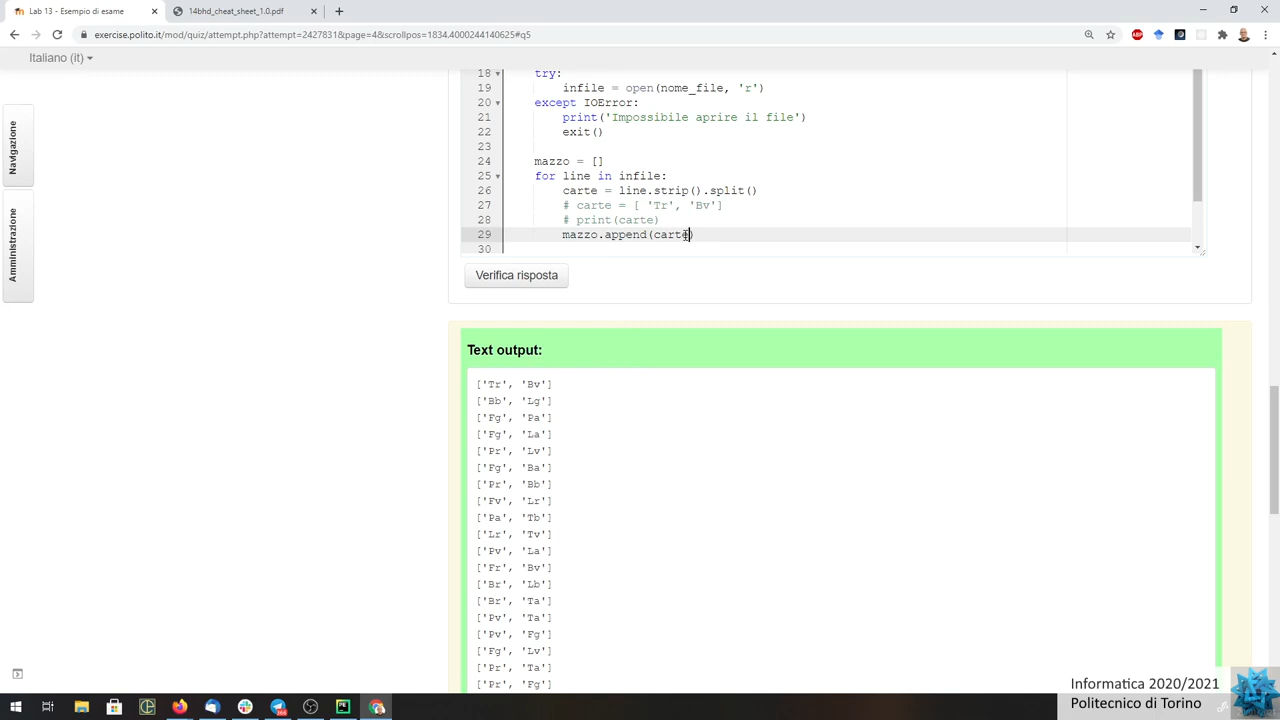 Lab 13 - Esempio di esame
14bhd_cheat_sheet_1.0.pdf
exercise.polito.it/mod/quiz/attempt.php?attempt=2427831&page=4&scrollpos=1834.4000244140625#q5
Italiano (it)
Navigazione
Amministrazione
18 try:
19 infile = open(nome_file, 'r')
20 except IOError:
21 print('Impossibile aprire il file')
22 exit()
23
24 mazzo = []
25 for line in infile:
26 carte = line.strip().split()
27 # carte = [ 'Tr', 'Bv']
28 # print(carte)
29 mazzo.append(carte)
30
Verifica risposta
Text output:
['Tr', 'Bv']
['Bb', 'Lg']
['Fg', 'Pa']
['Fg', 'La']
['Pr', 'Lv']
['Fg', 'Ba']
['Pr', 'Bb']
['Fv', 'Lr']
['Pa', 'Tb']
['Lr', 'Tv']
['Pv', 'La']
['Fr', 'Bv']
['Br', 'Lb']
['Br', 'Ta']
['Pv', 'Ta']
['Pv', 'Fg']
['Fg', 'Lv']
['Pr', 'Ta']
['Pr', 'Fg']
Informatica 2020/2021
Politecnico di Torino